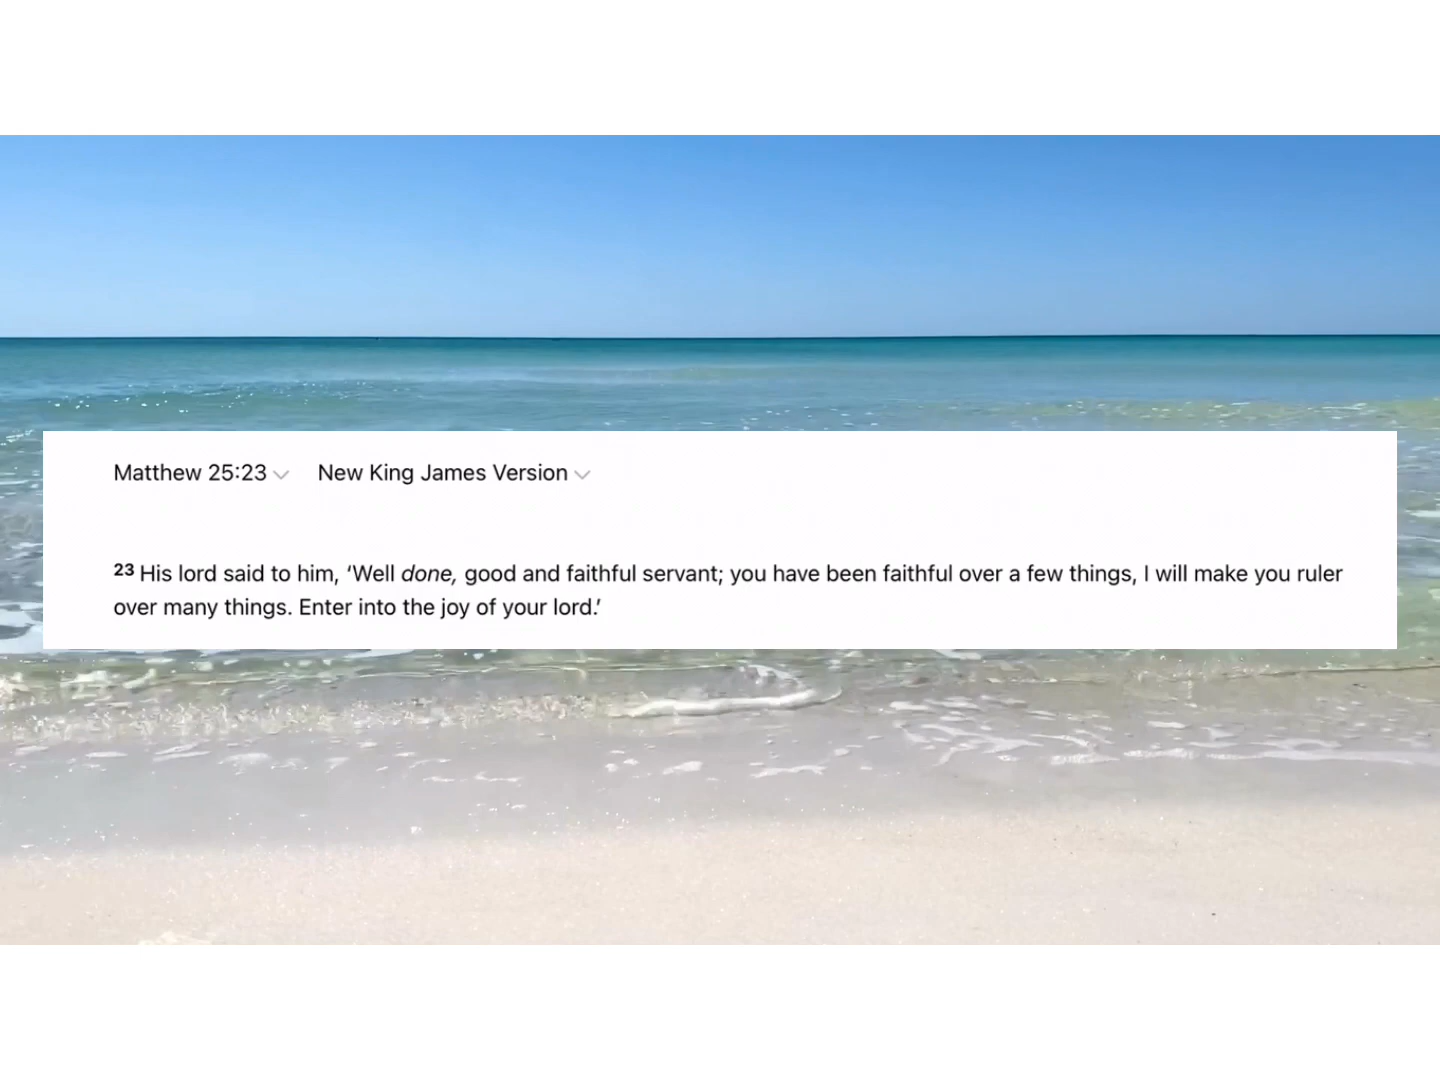 Matthew 25:23 New King James Version
23 His lord said to him, ‘Well done, good and faithful servant; you have been faithful over a few things, I will make you ruler
over many things. Enter into the joy of your lord.’